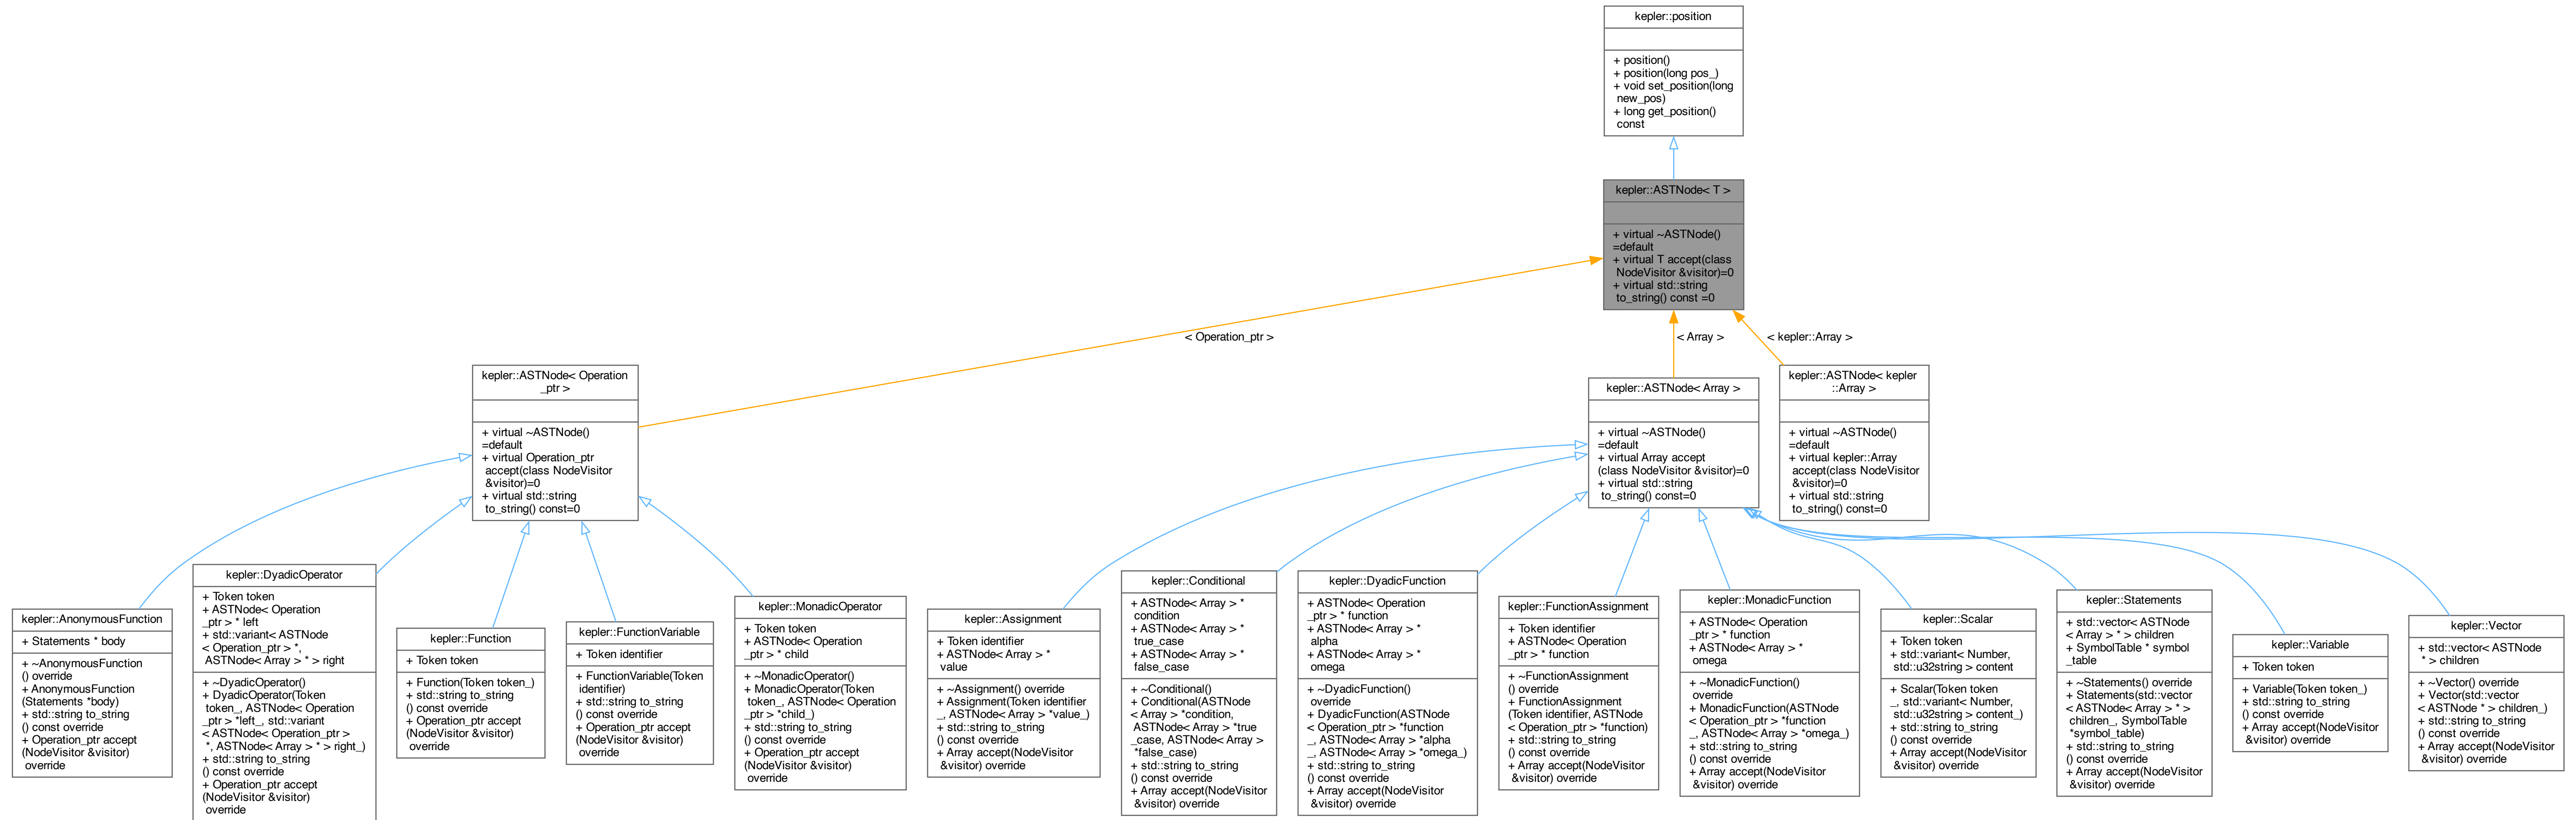 kepler::position
+ position()
+ position(long pos_)
+ void set_position(long
new_pos)
+ long get_position()
const
kepler::ASTNode< T >
+ virtual ~ASTNode()
=default
+ virtual T accept(class
NodeVisitor &visitor)=0
+ virtual std::string
to_string() const =0
< Operation_ptr >
< Array >
< kepler::Array >
kepler::ASTNode< Operation
_ptr >
+ virtual ~ASTNode()
=default
+ virtual Operation_ptr
accept(class NodeVisitor
&visitor)=0
+ virtual std::string
to_string() const=0
kepler::ASTNode< Array >
+ virtual ~ASTNode()
=default
+ virtual Array accept
(class NodeVisitor &visitor)=0
+ virtual std::string
to_string() const=0
kepler::ASTNode< kepler
::Array >
+ virtual ~ASTNode()
=default
+ virtual kepler::Array
accept(class NodeVisitor
&visitor)=0
+ virtual std::string
to_string() const=0
kepler::AnonymousFunction
+ Statements * body
+ ~AnonymousFunction
() override
+ AnonymousFunction
(Statements *body)
+ std::string to_string
() const override
+ Operation_ptr accept
(NodeVisitor &visitor)
override
kepler::DyadicOperator
+ Token token
+ ASTNode< Operation
_ptr > * left
+ std::variant< ASTNode
< Operation_ptr > *,
ASTNode< Array > * > right
+ ~DyadicOperator()
+ DyadicOperator(Token
token_, ASTNode< Operation
_ptr > *left_, std::variant
< ASTNode< Operation_ptr >
*, ASTNode< Array > * > right_)
+ std::string to_string
() const override
+ Operation_ptr accept
(NodeVisitor &visitor)
override
kepler::Function
+ Token token
+ Function(Token token_)
+ std::string to_string
() const override
+ Operation_ptr accept
(NodeVisitor &visitor)
override
kepler::FunctionVariable
+ Token identifier
+ FunctionVariable(Token
identifier)
+ std::string to_string
() const override
+ Operation_ptr accept
(NodeVisitor &visitor)
override
kepler::MonadicOperator
+ Token token
+ ASTNode< Operation
_ptr > * child
+ ~MonadicOperator()
+ MonadicOperator(Token
token_, ASTNode< Operation
_ptr > *child_)
+ std::string to_string
() const override
+ Operation_ptr accept
(NodeVisitor &visitor)
override
kepler::Assignment
+ Token identifier
+ ASTNode< Array > *
value
+ ~Assignment() override
+ Assignment(Token identifier
_, ASTNode< Array > *value_)
+ std::string to_string
() const override
+ Array accept(NodeVisitor
&visitor) override
kepler::Conditional
+ ASTNode< Array > *
condition
+ ASTNode< Array > *
true_case
+ ASTNode< Array > *
false_case
+ ~Conditional()
+ Conditional(ASTNode
< Array > *condition,
ASTNode< Array > *true
_case, ASTNode< Array >
*false_case)
+ std::string to_string
() const override
+ Array accept(NodeVisitor
&visitor) override
kepler::DyadicFunction
+ ASTNode< Operation
_ptr > * function
+ ASTNode< Array > *
alpha
+ ASTNode< Array > *
omega
+ ~DyadicFunction()
override
+ DyadicFunction(ASTNode
< Operation_ptr > *function
_, ASTNode< Array > *alpha
_, ASTNode< Array > *omega_)
+ std::string to_string
() const override
+ Array accept(NodeVisitor
&visitor) override
kepler::FunctionAssignment
+ Token identifier
+ ASTNode< Operation
_ptr > * function
+ ~FunctionAssignment
() override
+ FunctionAssignment
(Token identifier, ASTNode
< Operation_ptr > *function)
+ std::string to_string
() const override
+ Array accept(NodeVisitor
&visitor) override
kepler::MonadicFunction
+ ASTNode< Operation
_ptr > * function
+ ASTNode< Array > *
omega
+ ~MonadicFunction()
override
+ MonadicFunction(ASTNode
< Operation_ptr > *function
_, ASTNode< Array > *omega_)
+ std::string to_string
() const override
+ Array accept(NodeVisitor
&visitor) override
kepler::Scalar
+ Token token
+ std::variant< Number,
std::u32string > content
+ Scalar(Token token
_, std::variant< Number,
std::u32string > content_)
+ std::string to_string
() const override
+ Array accept(NodeVisitor
&visitor) override
kepler::Statements
+ std::vector< ASTNode
< Array > * > children
+ SymbolTable * symbol
_table
+ ~Statements() override
+ Statements(std::vector
< ASTNode< Array > * >
children_, SymbolTable
*symbol_table)
+ std::string to_string
() const override
+ Array accept(NodeVisitor
&visitor) override
kepler::Variable
+ Token token
+ Variable(Token token_)
+ std::string to_string
() const override
+ Array accept(NodeVisitor
&visitor) override
kepler::Vector
+ std::vector< ASTNode
* > children
+ ~Vector() override
+ Vector(std::vector
< ASTNode * > children_)
+ std::string to_string
() const override
+ Array accept(NodeVisitor
&visitor) override